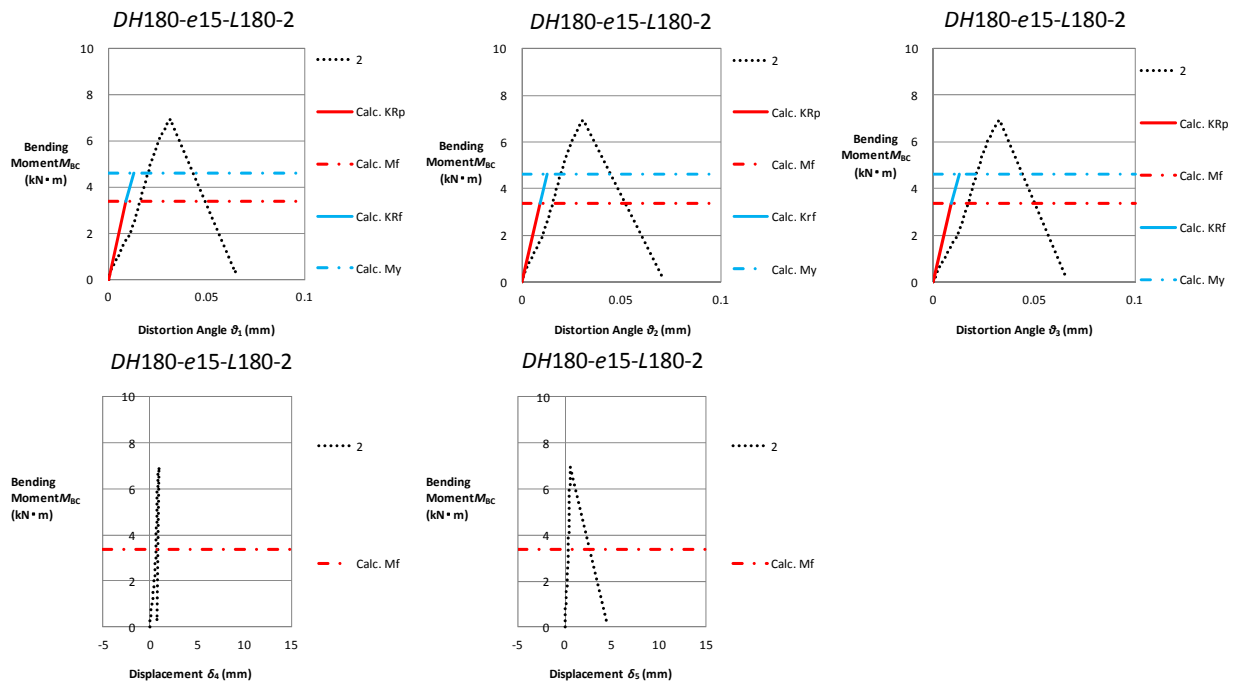 DH180-e15-L180-2
10
8
6
4
2
0
0
0.05
0.1
Bending
MomentM_BC
(kN・m)
Distortion Angle ϑ₁ (mm)
2
Calc. KRp
Calc. Mf
Calc. KRf
Calc. My
DH180-e15-L180-2
10
8
6
4
2
0
0
0.05
0.1
Bending
MomentM_BC
(kN・m)
Distortion Angle ϑ₂ (mm)
2
Calc. KRp
Calc. Mf
Calc. Krf
Calc. My
DH180-e15-L180-2
10
8
6
4
2
0
0
0.05
0.1
Bending
MomentM_BC
(kN・m)
Distortion Angle ϑ₃ (mm)
2
Calc. KRp
Calc. Mf
Calc. KRf
Calc. My
DH180-e15-L180-2
10
8
6
4
2
0
-5
0
5
10
15
Bending
MomentM_BC
(kN・m)
Displacement δ₄ (mm)
2
Calc. Mf
DH180-e15-L180-2
10
8
6
4
2
0
-5
0
5
10
15
Bending
MomentM_BC
(kN・m)
Displacement δ₅ (mm)
2
Calc. Mf